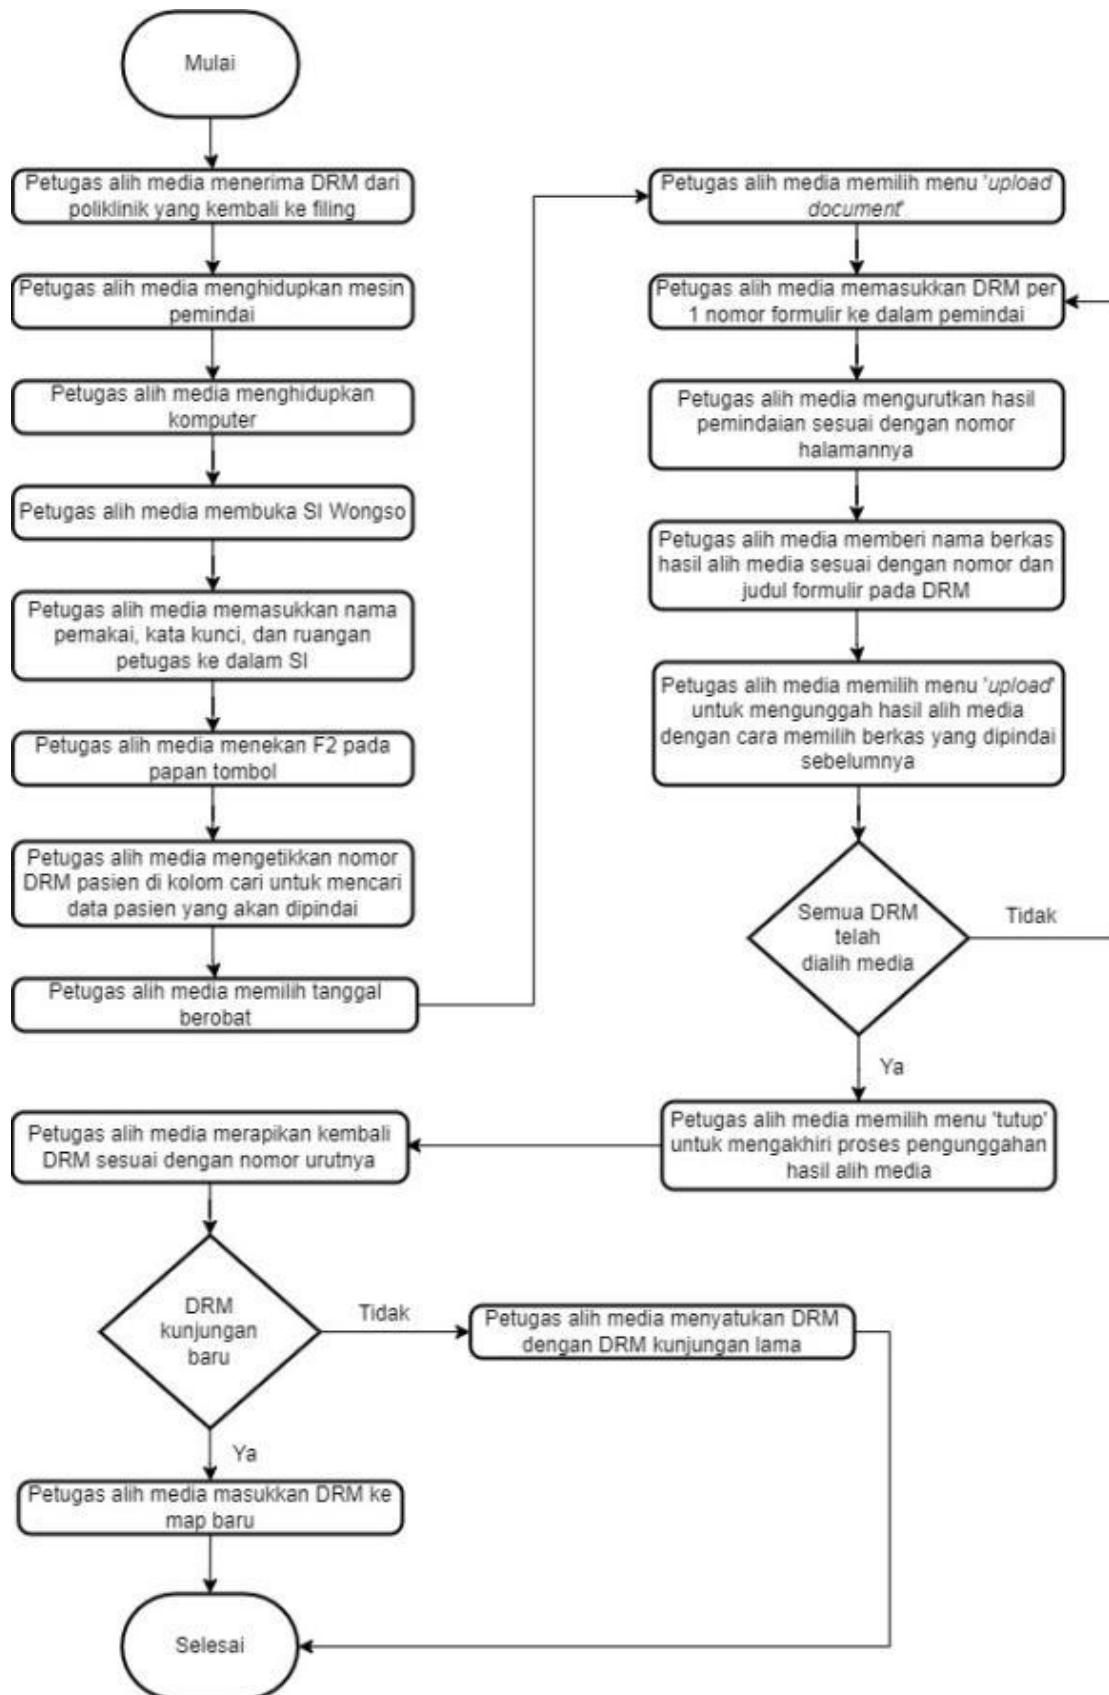 Mulai
Petugas alih media menerima DRM dari
poliklinik yang kembali ke filing
Petugas alih media menghidupkan mesin
pemindai
Petugas alih media menghidupkan
komputer
Petugas alih media membuka SI Wongso
Petugas alih media memasukkan nama
pemakai, kata kunci, dan ruangan
petugas ke dalam SI
Petugas alih media menekan F2 pada
papan tombol
Petugas alih media mengetikkan nomor
DRM pasien di kolom cari untuk mencari
data pasien yang akan dipindai
Petugas alih media memilih tanggal
berobat
Petugas alih media memilih menu 'upload
document'
Petugas alih media memasukkan DRM per
1 nomor formulir ke dalam pemindai
Petugas alih media mengurutkan hasil
pemindaian sesuai dengan nomor
halamannya
Petugas alih media memberi nama berkas
hasil alih media sesuai dengan nomor dan
judul formulir pada DRM
Petugas alih media memilih menu 'upload'
untuk mengunggah hasil alih media
dengan cara memilih berkas yang dipindai
sebelumnya
Semua DRM
telah
dialih media
Tidak
Ya
Petugas alih media memilih menu 'tutup'
untuk mengakhiri proses pengunggahan
hasil alih media
Petugas alih media merapikan kembali
DRM sesuai dengan nomor urutnya
DRM
kunjungan
baru
Tidak
Petugas alih media menyatukan DRM
dengan DRM kunjungan lama
Ya
Petugas alih media masukkan DRM ke
map baru
Selesai